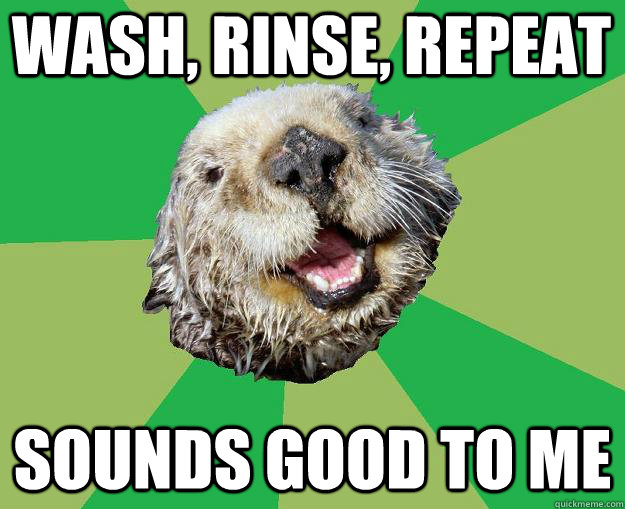 WASH, RINSE, REPEAT
SOUNDS GOOD TO ME
quickmeme.com